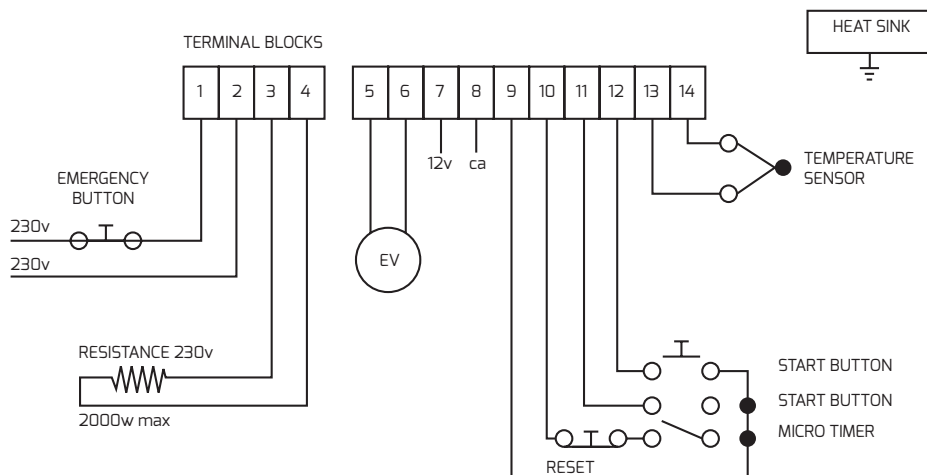 HEAT SINK
TERMINAL BLOCKS
1 2 3 4 5 6 7 8 9 10 11 12 13 14
12v ca
TEMPERATURE
SENSOR
EMERGENCY
BUTTON
230v
230v
EV
RESISTANCE 230v
2000w max
START BUTTON
START BUTTON
MICRO TIMER
RESET